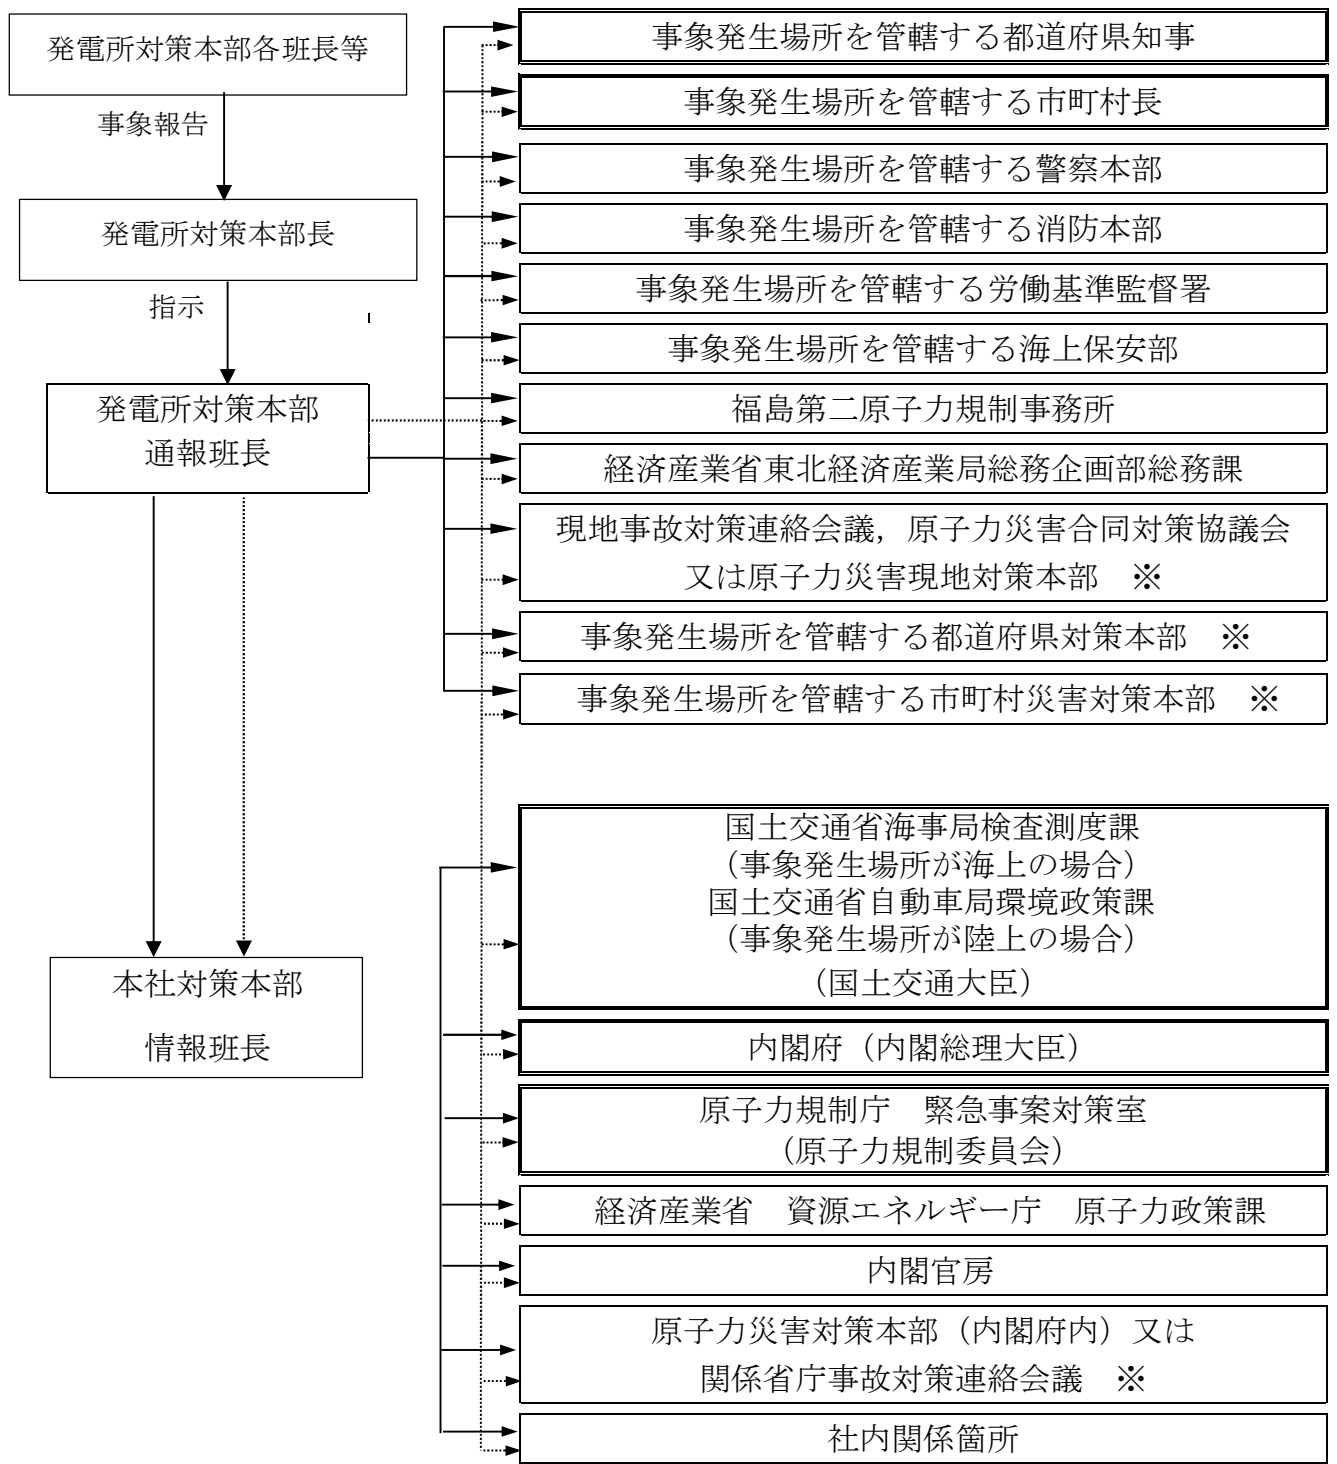 発電所対策本部各班長等
事象報告
発電所対策本部長
指示
発電所対策本部
通報班長
本社対策本部
情報班長
事象発生場所を管轄する都道府県知事
事象発生場所を管轄する市町村長
事象発生場所を管轄する警察本部
事象発生場所を管轄する消防本部
事象発生場所を管轄する労働基準監督署
事象発生場所を管轄する海上保安部
福島第二原子力規制事務所
経済産業省東北経済産業局総務企画部総務課
現地事故対策連絡会議，原子力災害合同対策協議会
又は原子力災害現地対策本部　※
事象発生場所を管轄する都道府県対策本部　※
事象発生場所を管轄する市町村災害対策本部　※
国土交通省海事局検査測度課
（事象発生場所が海上の場合）
国土交通省自動車局環境政策課
（事象発生場所が陸上の場合）
（国土交通大臣）
内閣府（内閣総理大臣）
原子力規制庁　緊急事案対策室
（原子力規制委員会）
経済産業省　資源エネルギー庁　原子力政策課
内閣官房
原子力災害対策本部（内閣府内）又は
関係省庁事故対策連絡会議　※
社内関係箇所